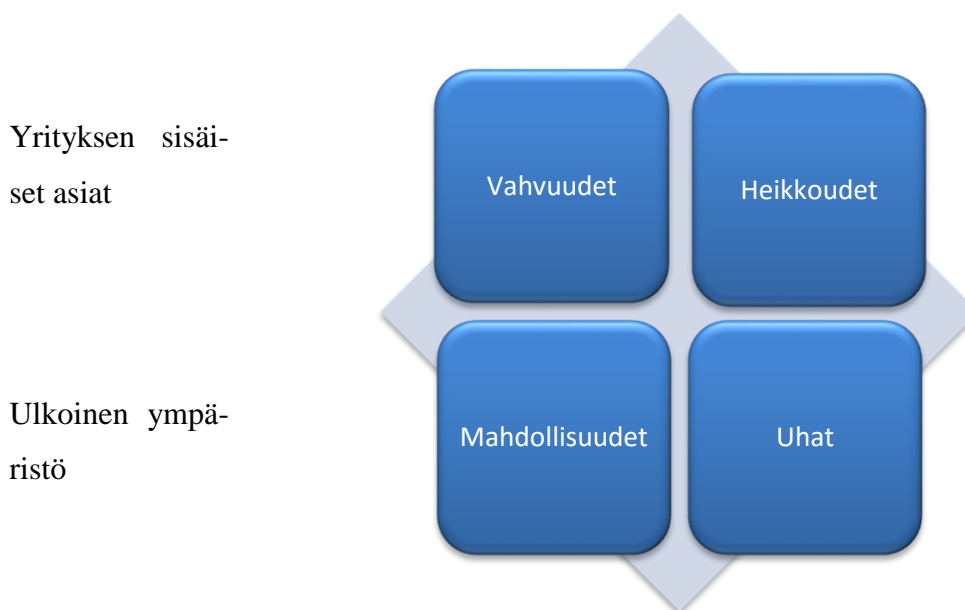 Yrityksen sisäi-
set asiat
Vahvuudet
Heikkoudet
Ulkoinen ympä-
ristö
Mahdollisuudet
Uhat